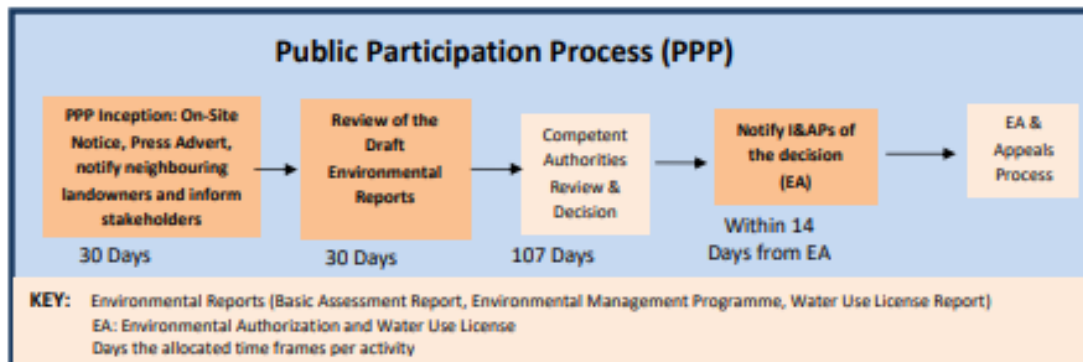 Public Participation Process (PPP)
PPP Inception: On-Site
Notice, Press Advert,
notify neighbouring
landowners and inform
stakeholders
30 Days
Review of the
Draft
Environmental
Reports
30 Days
Competent
Authorities
Review &
Decision
107 Days
Notify I&APs of
the decision
(EA)
Within 14
Days from EA
EA &
Appeals
Process
KEY: Environmental Reports (Basic Assessment Report, Environmental Management Programme, Water Use License Report)
EA: Environmental Authorization and Water Use License
Days the allocated time frames per activity